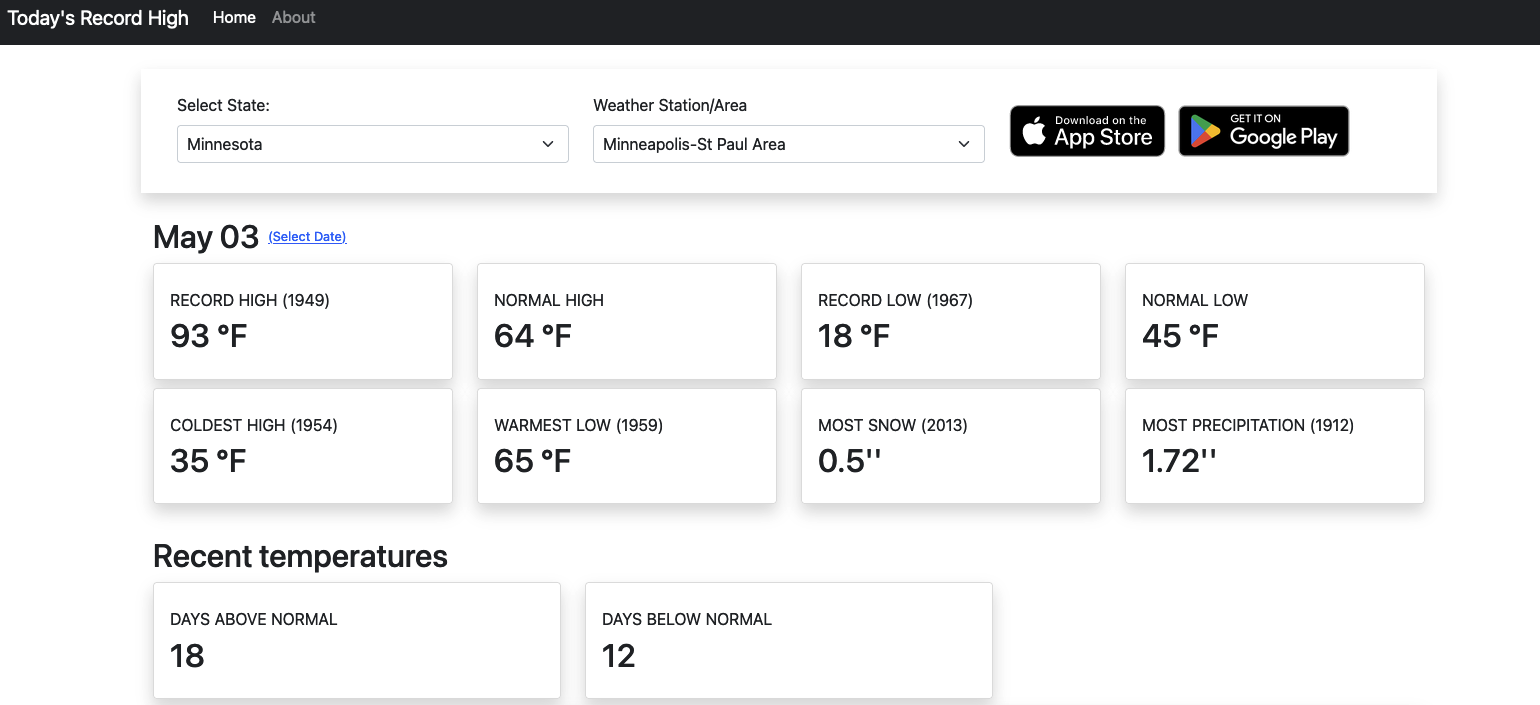 Today's Record High Home About
Select State: Weather Station/Area
Minnesota Minneapolis-St Paul Area
Download on the App Store
GET IT ON Google Play
May 03 (Select Date)
RECORD HIGH (1949) NORMAL HIGH RECORD LOW (1967) NORMAL LOW
93 °F 64 °F 18 °F 45 °F
COLDEST HIGH (1954) WARMEST LOW (1959) MOST SNOW (2013) MOST PRECIPITATION (1912)
35 °F 65 °F 0.5'' 1.72''
Recent temperatures
DAYS ABOVE NORMAL DAYS BELOW NORMAL
18 12